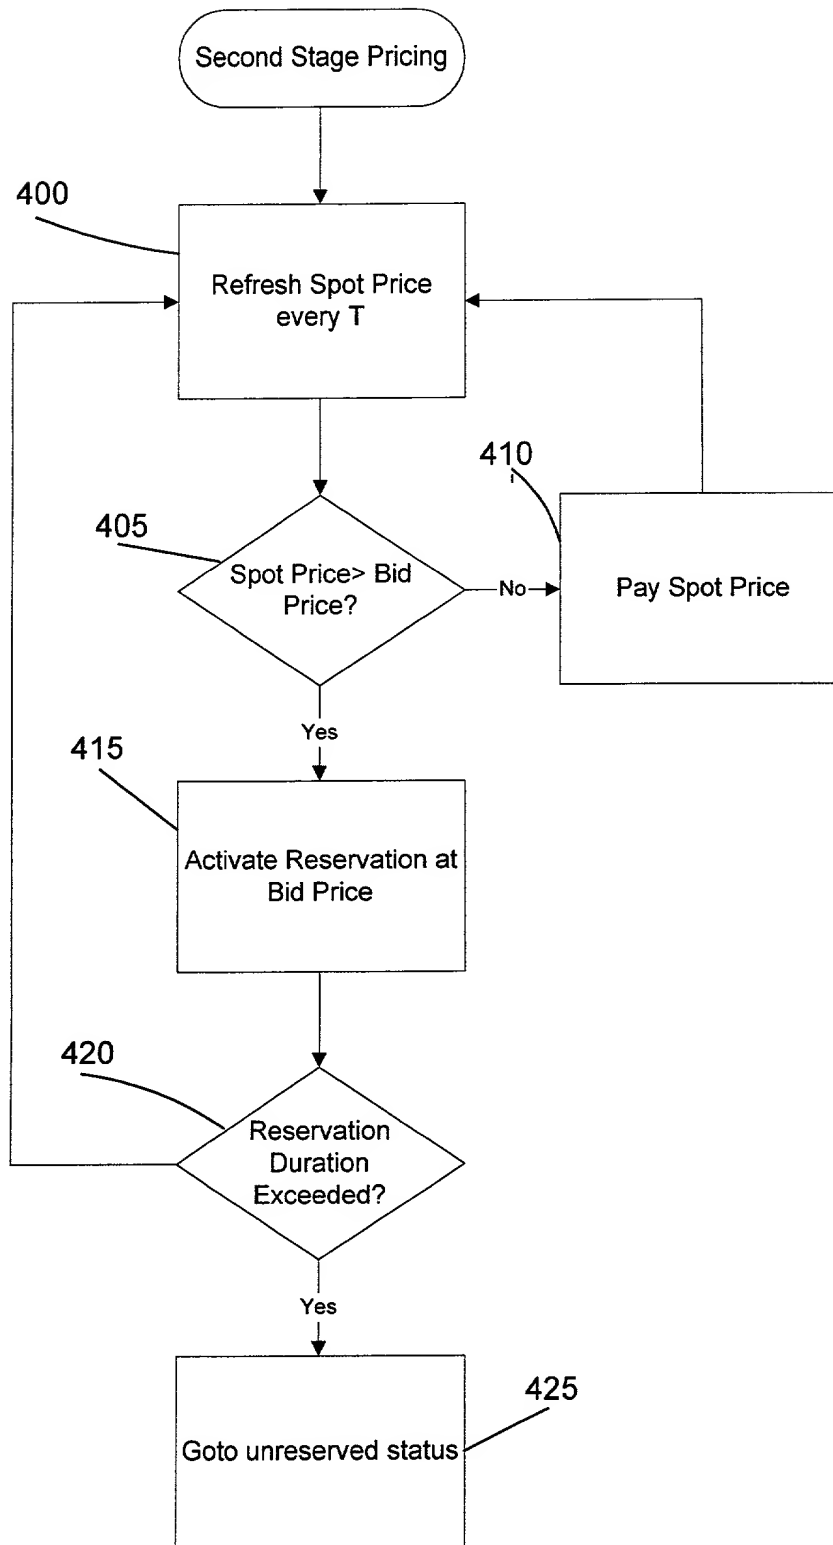 Second Stage Pricing
400
Refresh Spot Price
every T
410
405
Spot Price> Bid
Price?
No
Pay Spot Price
Yes
415
Activate Reservation at
Bid Price
420
Reservation
Duration
Exceeded?
Yes
425
Goto unreserved status